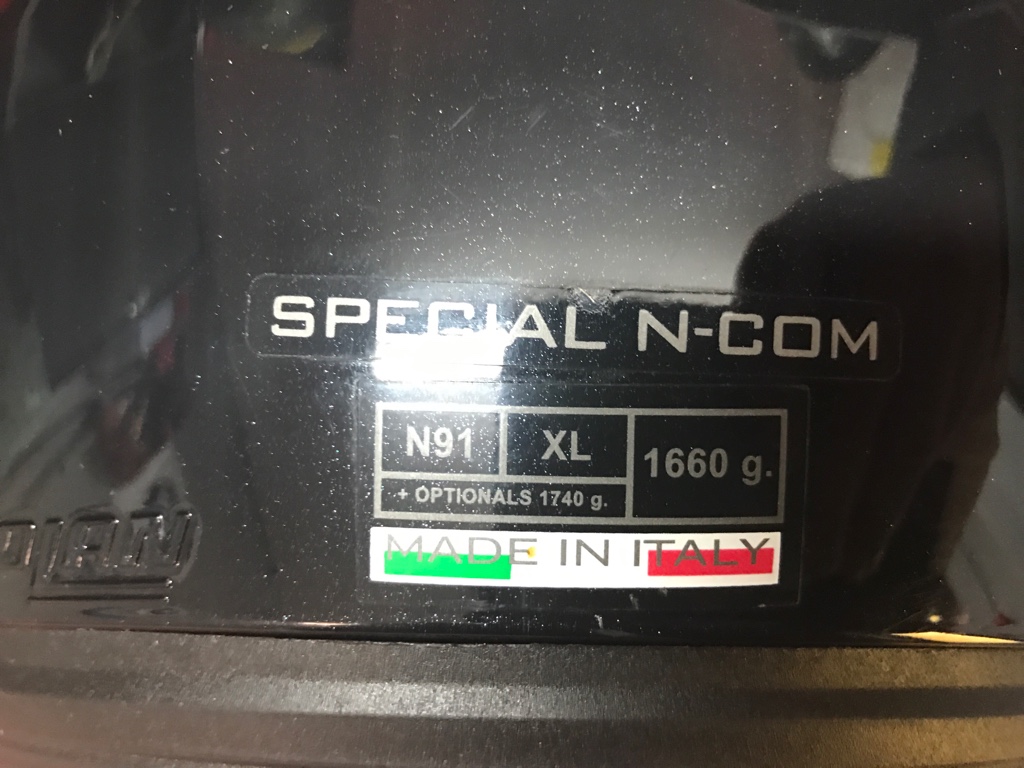 SPECIAL N-COM
N91 XL 1660 g.
+ OPTIONALS 1740 g.
MADE IN ITALY